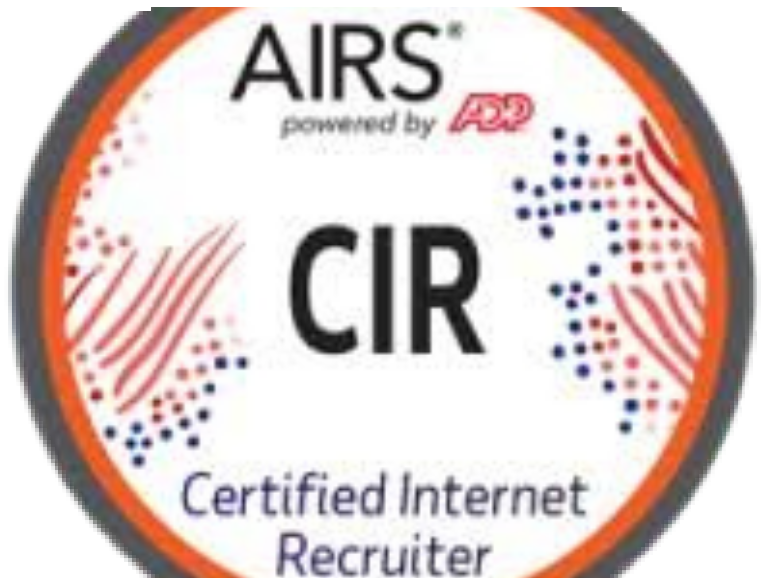 AIRS®
powered by ADP
CIR
Certified Internet
Recruiter